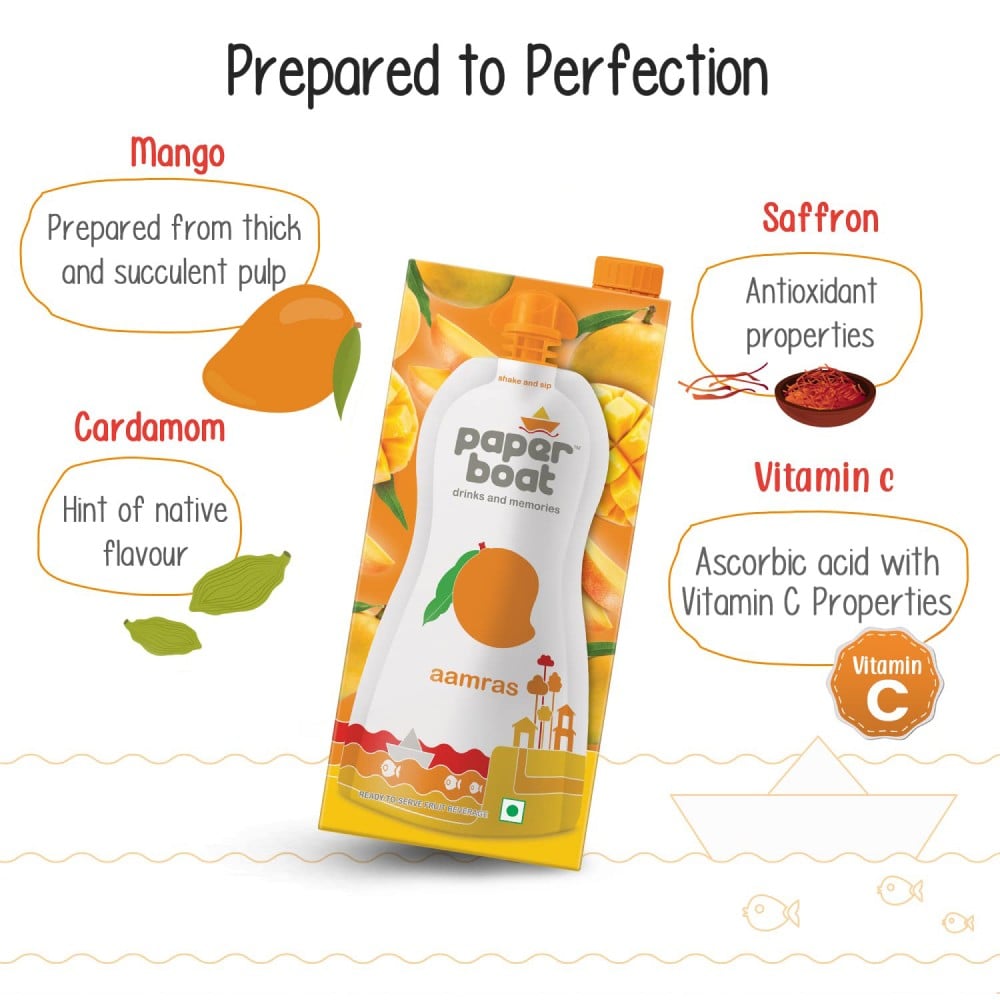 Prepared to Perfection
Mango
Prepared from thick
and succulent pulp
Cardamom
Hint of native
flavour
shake and sip
paper™
boat
drinks and memories
aamras
READY TO SERVE FRUIT BEVERAGE
Saffron
Antioxidant
properties
Vitamin c
Ascorbic acid with
Vitamin C Properties
Vitamin
C